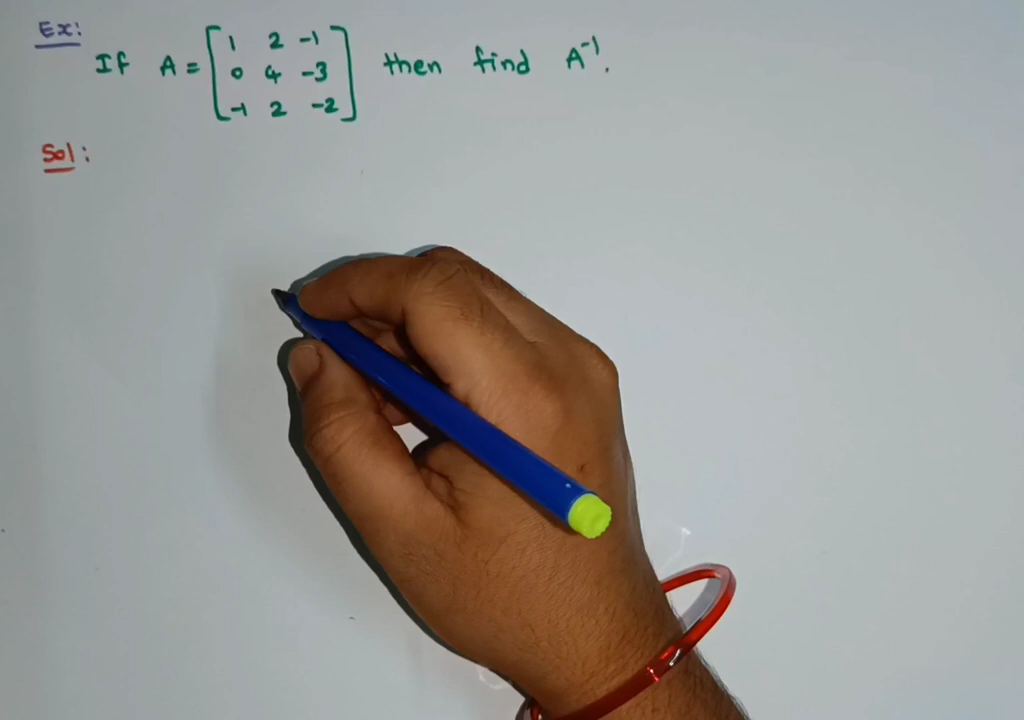 Ex:
If A = [ 1 2 -1
0 4 -3
-1 2 -2 ] then find A⁻¹.
Sol: